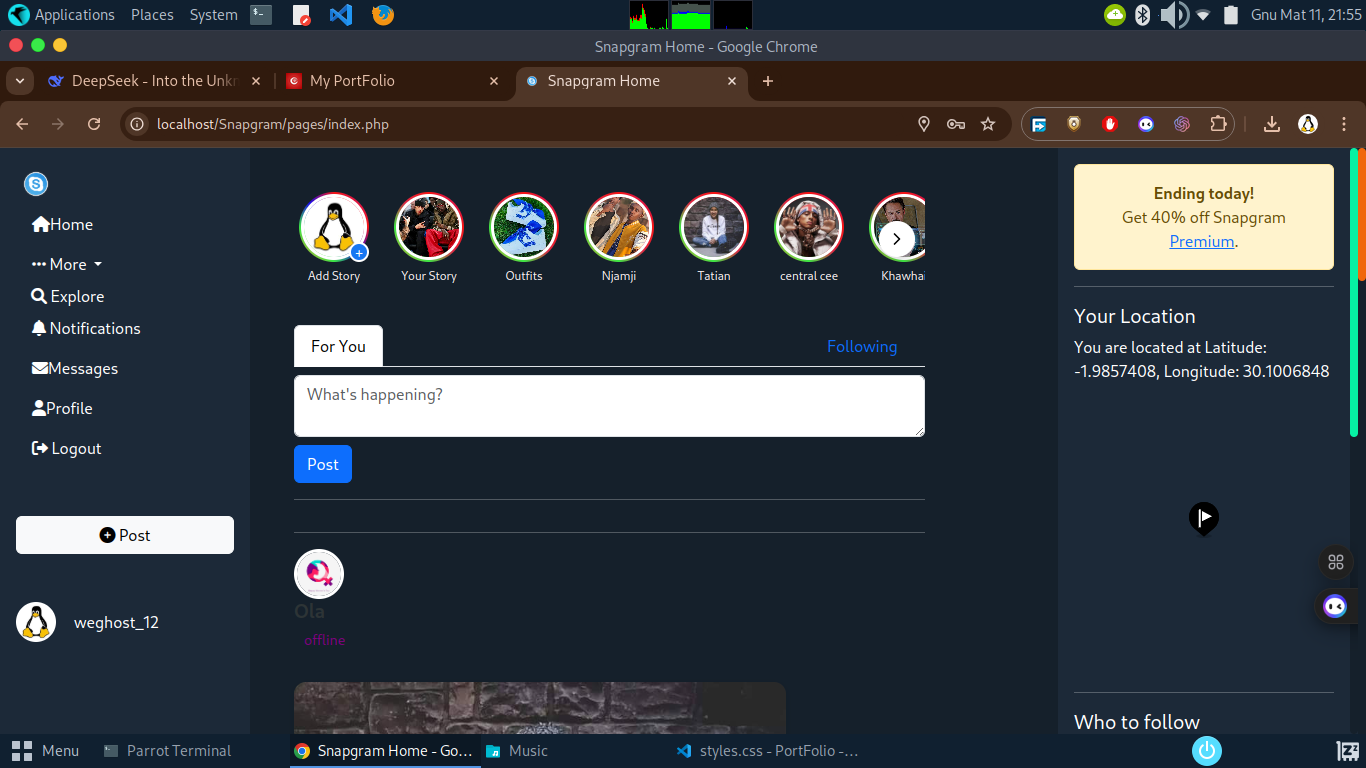 Applications Places System
Gnu Mat 11, 21:55
Snapgram Home - Google Chrome
DeepSeek - Into the Unkn
My PortFolio
Snapgram Home
localhost/Snapgram/pages/index.php
Home
More
Explore
Notifications
Messages
Profile
Logout
Post
weghost_12
Add Story
Your Story
Outfits
Njamji
Tatian
central cee
Khawhai
For You
Following
What's happening?
Post
Ola
offline
Ending today!
Get 40% off Snapgram
Premium.
Your Location
You are located at Latitude:
-1.9857408, Longitude: 30.1006848
Who to follow
Menu
Parrot Terminal
Snapgram Home - Go...
Music
styles.css - PortFolio -...